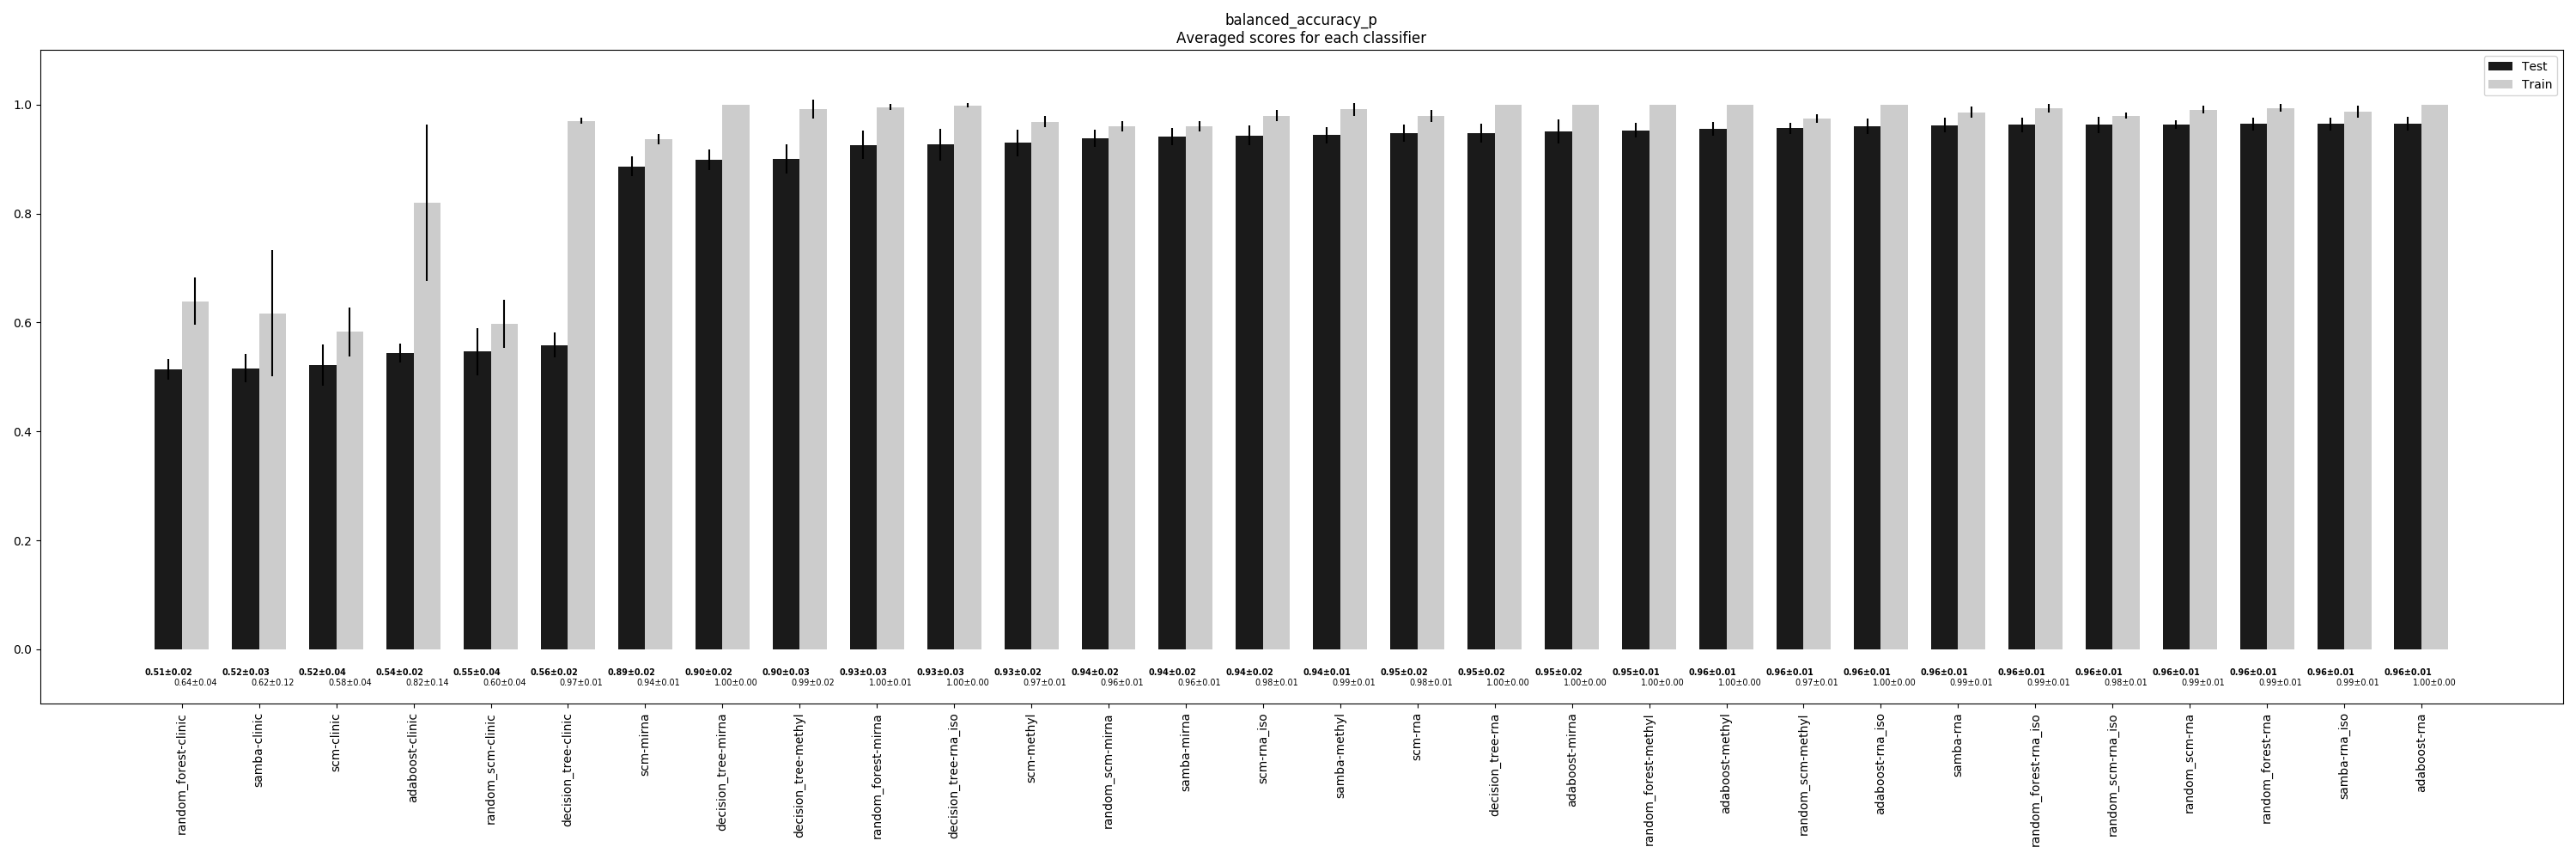 balanced_accuracy_p
Averaged scores for each classifier
Test
Train
1.0
0.8
0.6
0.4
0.2
0.0
0.51±0.02 0.52±0.03 0.52±0.04 0.54±0.02 0.55±0.04 0.56±0.02 0.89±0.02 0.90±0.02 0.90±0.03 0.93±0.03 0.93±0.03 0.93±0.02 0.94±0.02 0.94±0.02 0.94±0.02 0.94±0.01 0.95±0.02 0.95±0.02 0.95±0.02 0.95±0.01 0.96±0.01 0.96±0.01 0.96±0.01 0.96±0.01 0.96±0.01 0.96±0.01 0.96±0.01 0.96±0.01 0.96±0.01 0.96±0.01
0.64±0.04 0.62±0.12 0.58±0.04 0.82±0.14 0.60±0.04 0.97±0.01 0.94±0.01 1.00±0.00 0.99±0.02 1.00±0.01 1.00±0.00 0.97±0.01 0.96±0.01 0.96±0.01 0.98±0.01 0.99±0.01 0.98±0.01 1.00±0.00 1.00±0.00 1.00±0.00 1.00±0.00 0.97±0.01 1.00±0.00 0.99±0.01 0.99±0.01 0.98±0.01 0.99±0.01 0.99±0.01 0.99±0.01 1.00±0.00
random_forest-clinic
samba-clinic
scm-clinic
adaboost-clinic
random_scm-clinic
decision_tree-clinic
scm-mirna
decision_tree-mirna
decision_tree-methyl
random_forest-mirna
decision_tree-rna_iso
scm-methyl
random_scm-mirna
samba-mirna
scm-rna_iso
samba-methyl
scm-rna
decision_tree-rna
adaboost-mirna
random_forest-methyl
adaboost-methyl
random_scm-methyl
adaboost-rna_iso
samba-rna
random_forest-rna_iso
random_scm-rna_iso
random_scm-rna
random_forest-rna
samba-rna_iso
adaboost-rna